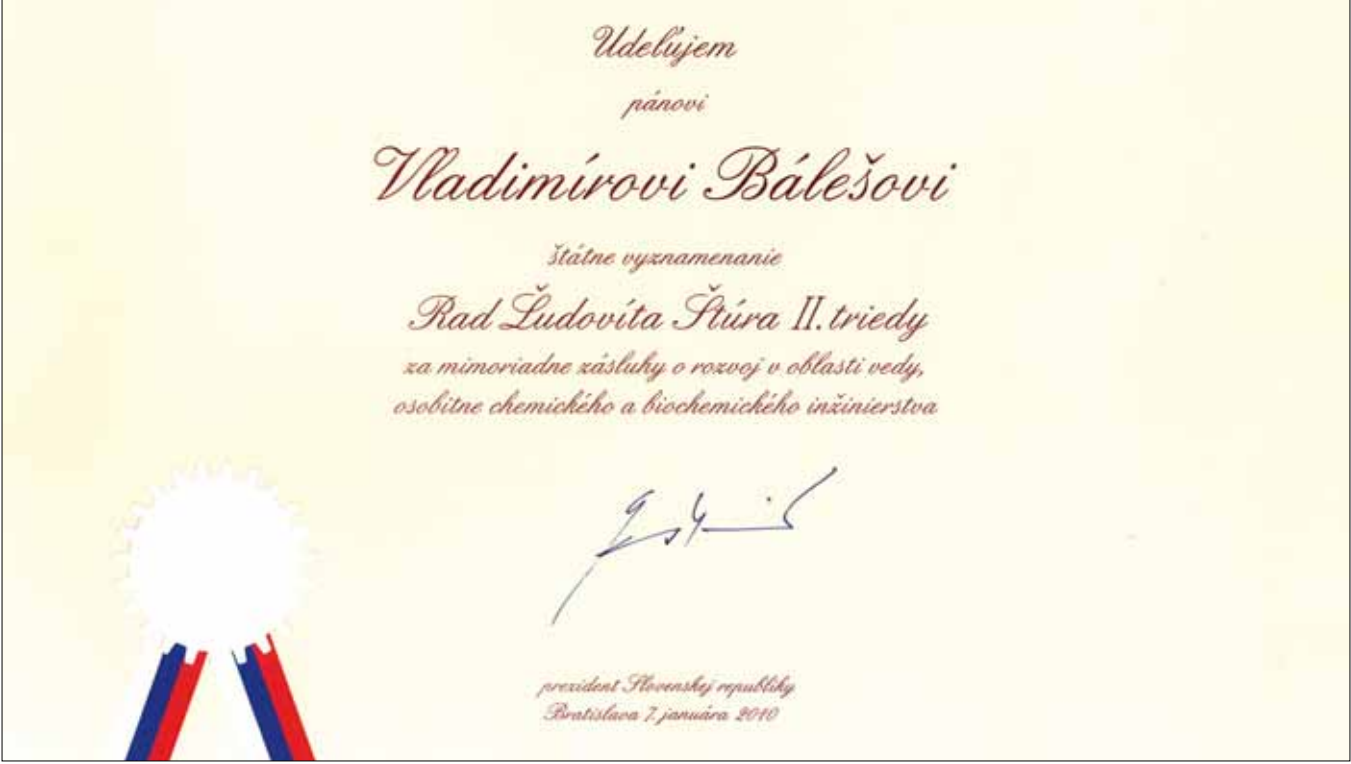 Udeľujem
pánovi
Vladimírovi Bálešovi
štátne vyznamenanie
Rad Ľudovíta Štúra II. triedy
za mimoriadne zásluhy o rozvoj v oblasti vedy,
osobitne chemického a biochemického inžinierstva
prezident Slovenskej republiky
Bratislava 7. januára 2010